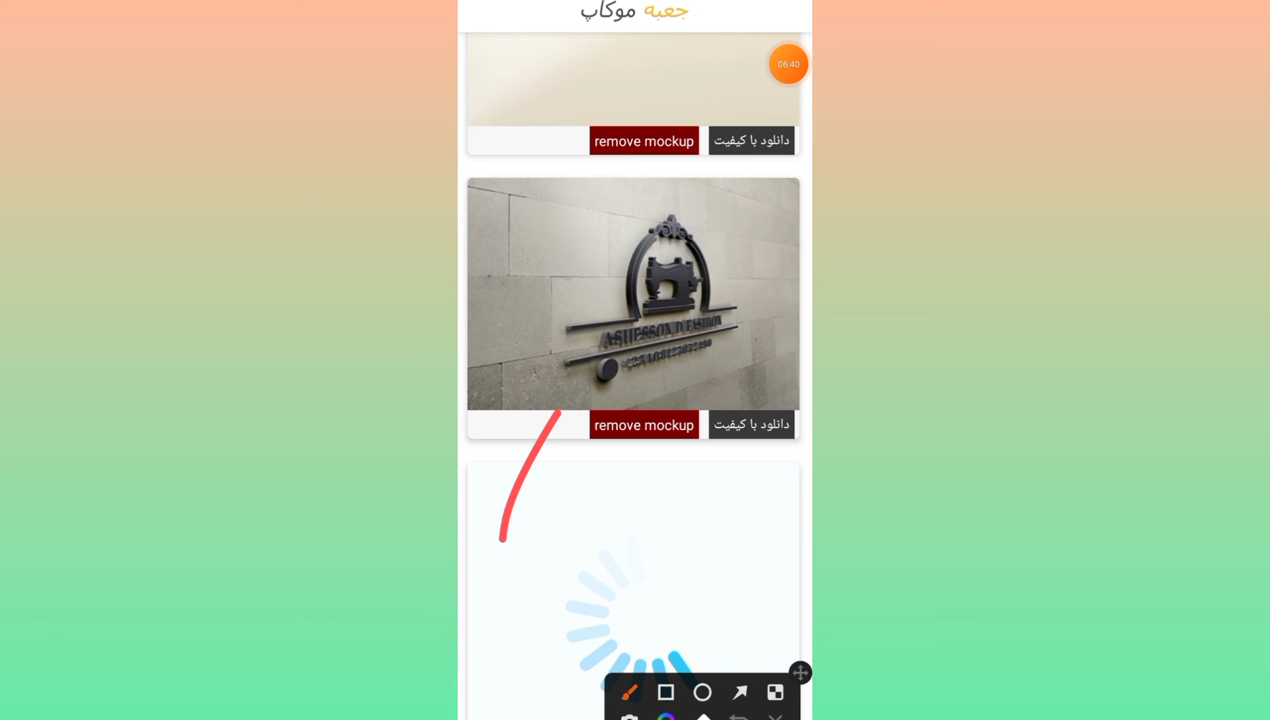 جعبه موکاپ
06:40
دانلود با کیفیت
remove mockup
دانلود با کیفیت
remove mockup